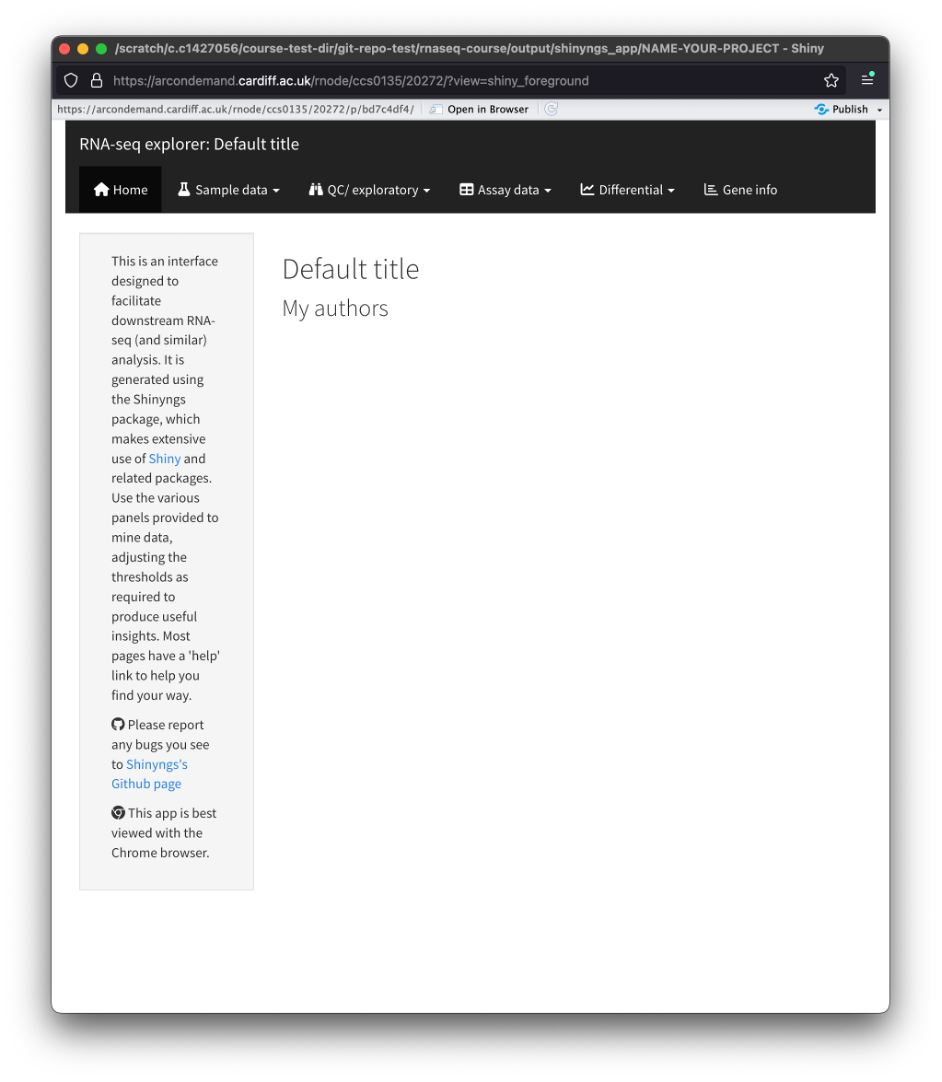 /scratch/c.c1427056/course-test-dir/git-repo-test/rnaseq-course/output/shinyngs_app/NAME-YOUR-PROJECT - Shiny
https://arcondemand.cardiff.ac.uk/rnode/ccs0135/20272/?view=shiny_foreground
https://arcondemand.cardiff.ac.uk/rnode/ccs0135/20272/p/bd7c4df4/ Open in Browser Publish
RNA-seq explorer: Default title
Home Sample data QC/ exploratory Assay data Differential Gene info
This is an interface
designed to
facilitate
downstream RNA-
seq (and similar)
analysis. It is
generated using
the Shinyngs
package, which
makes extensive
use of Shiny and
related packages.
Use the various
panels provided to
mine data,
adjusting the
thresholds as
required to
produce useful
insights. Most
pages have a 'help'
link to help you
find your way.
Please report
any bugs you see
to Shinyngs's
Github page
This app is best
viewed with the
Chrome browser.
Default title
My authors